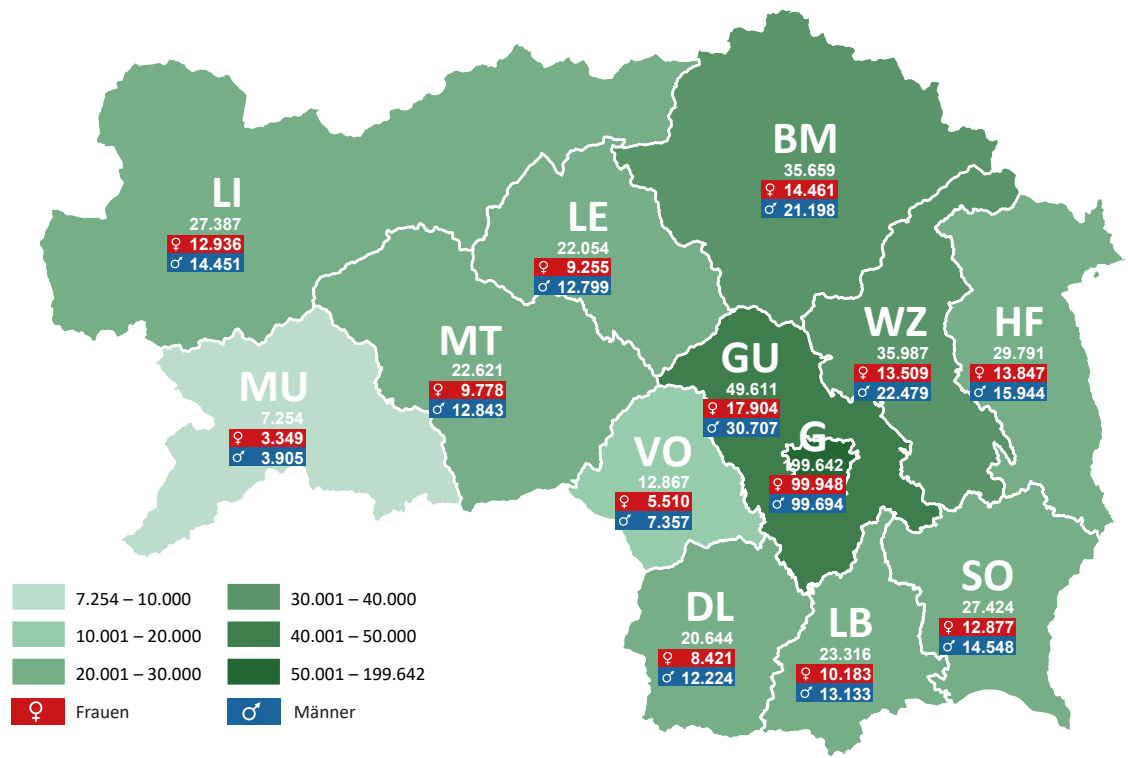 BM
35.659
♀ 14.461
♂ 21.198
LI
27.387
♀ 12.936
♂ 14.451
LE
22.054
♀ 9.255
♂ 12.799
WZ
35.987
♀ 13.509
♂ 22.479
HF
29.791
♀ 13.847
♂ 15.944
MT
22.621
♀ 9.778
♂ 12.843
GU
49.611
♀ 17.904
♂ 30.707
MU
7.254
♀ 3.349
♂ 3.905
G
199.642
♀ 99.948
♂ 99.694
VO
12.867
♀ 5.510
♂ 7.357
SO
27.424
♀ 12.877
♂ 14.548
DL
20.644
♀ 8.421
♂ 12.224
LB
23.316
♀ 10.183
♂ 13.133
7.254 – 10.000
10.001 – 20.000
20.001 – 30.000
30.001 – 40.000
40.001 – 50.000
50.001 – 199.642
♀ Frauen
♂ Männer